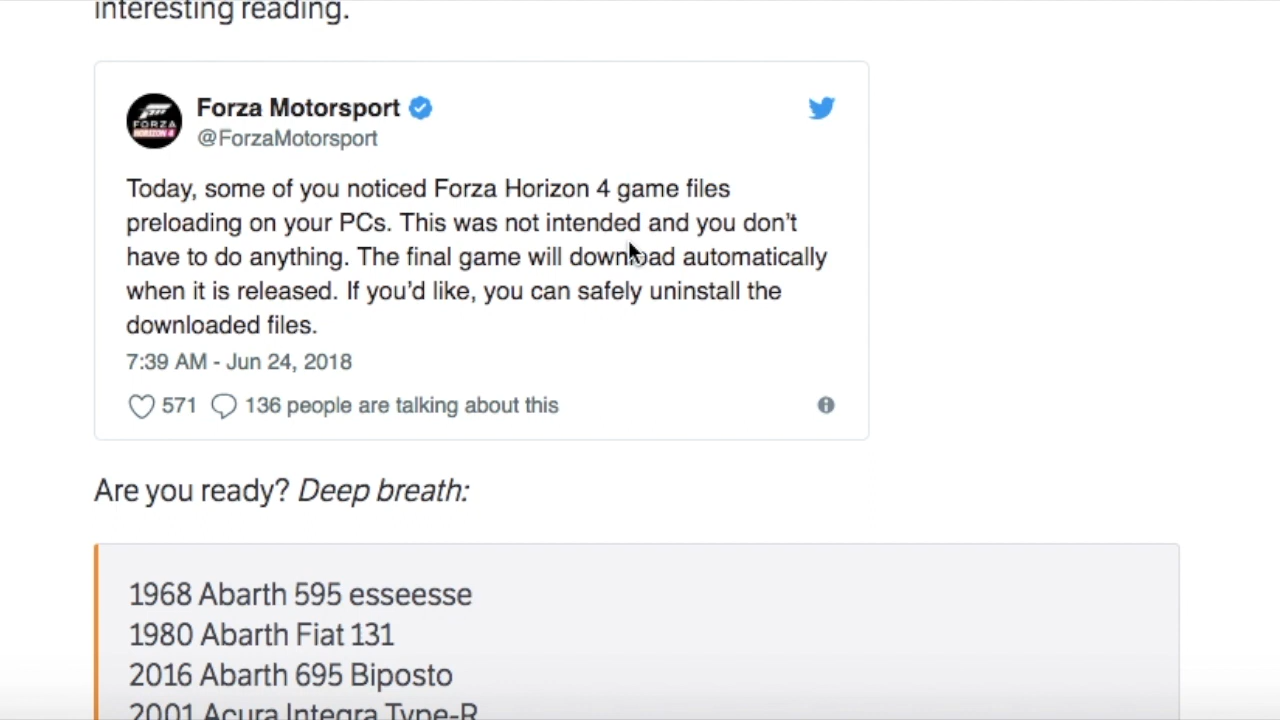 interesting reading.
Forza Motorsport
@ForzaMotorsport
FORZA
HORIZON 4
Today, some of you noticed Forza Horizon 4 game files
preloading on your PCs. This was not intended and you don’t
have to do anything. The final game will download automatically
when it is released. If you’d like, you can safely uninstall the
downloaded files.
7:39 AM - Jun 24, 2018
571 136 people are talking about this
Are you ready? Deep breath:
1968 Abarth 595 esseesse
1980 Abarth Fiat 131
2016 Abarth 695 Biposto
2001 Acura Integra Type-R